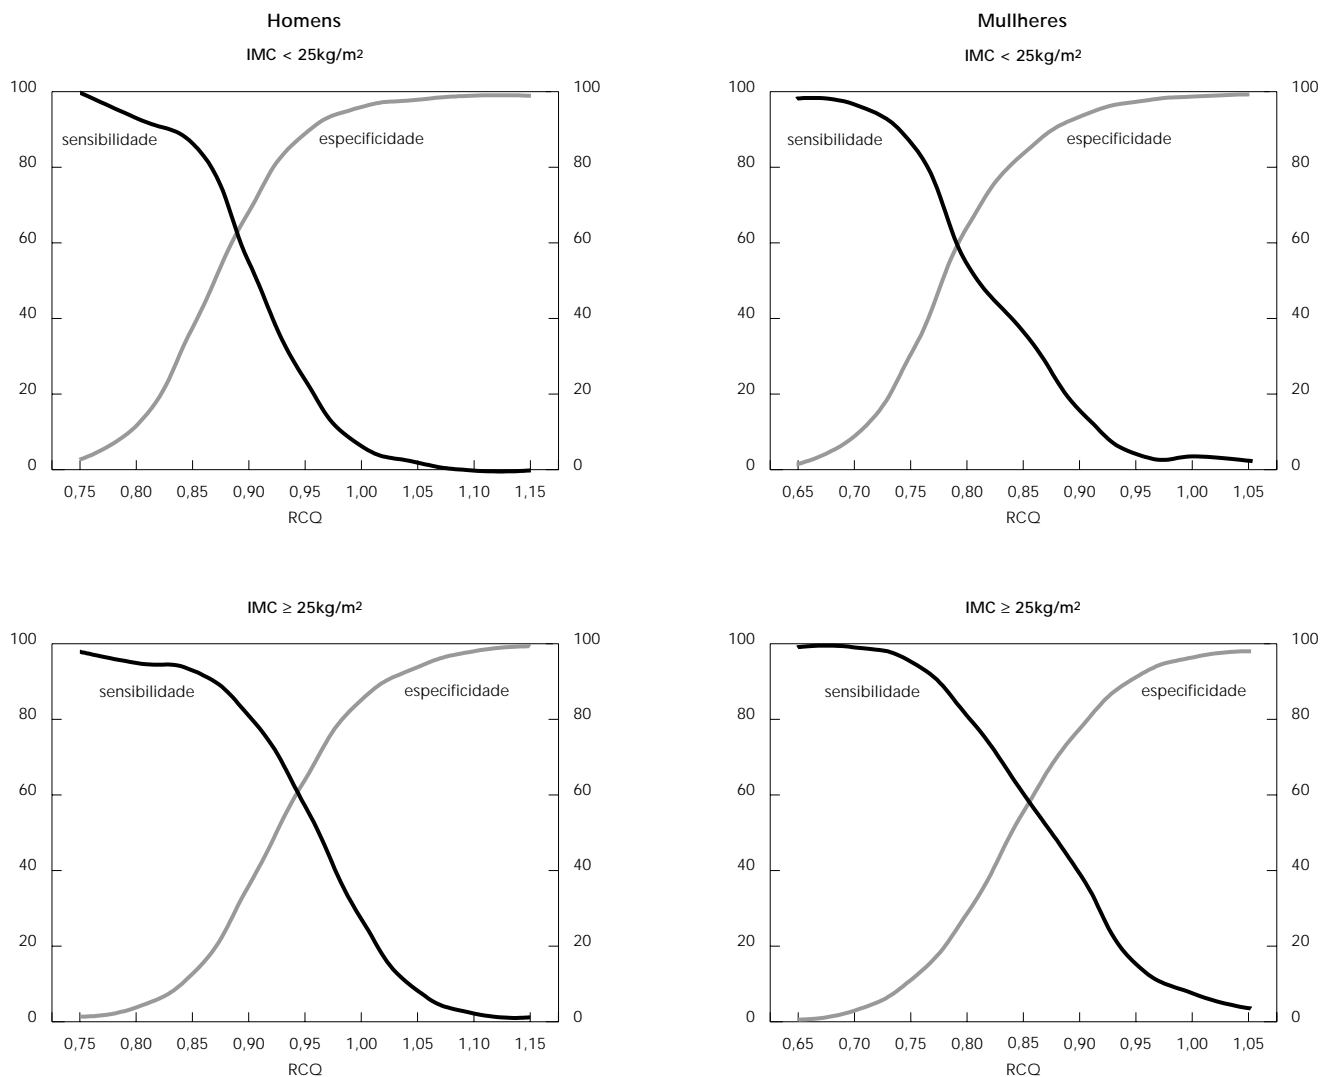 Homens
IMC < 25kg/m2
100 100
80 80
60 60
40 40
20 20
0 0
sensibilidade
especificidade
0,75 0,80 0,85 0,90 0,95 1,00 1,05 1,10 1,15
RCQ
Mullheres
IMC < 25kg/m2
100 100
80 80
60 60
40 40
20 20
0 0
sensibilidade
especificidade
0,65 0,70 0,75 0,80 0,85 0,90 0,95 1,00 1,05
RCQ
IMC ≥ 25kg/m2
100 100
80 80
60 60
40 40
20 20
0 0
sensibilidade
especificidade
0,75 0,80 0,85 0,90 0,95 1,00 1,05 1,10 1,15
RCQ
IMC ≥ 25kg/m2
100 100
80 80
60 60
40 40
20 20
0 0
sensibilidade
especificidade
0,65 0,70 0,75 0,80 0,85 0,90 0,95 1,00 1,05
RCQ